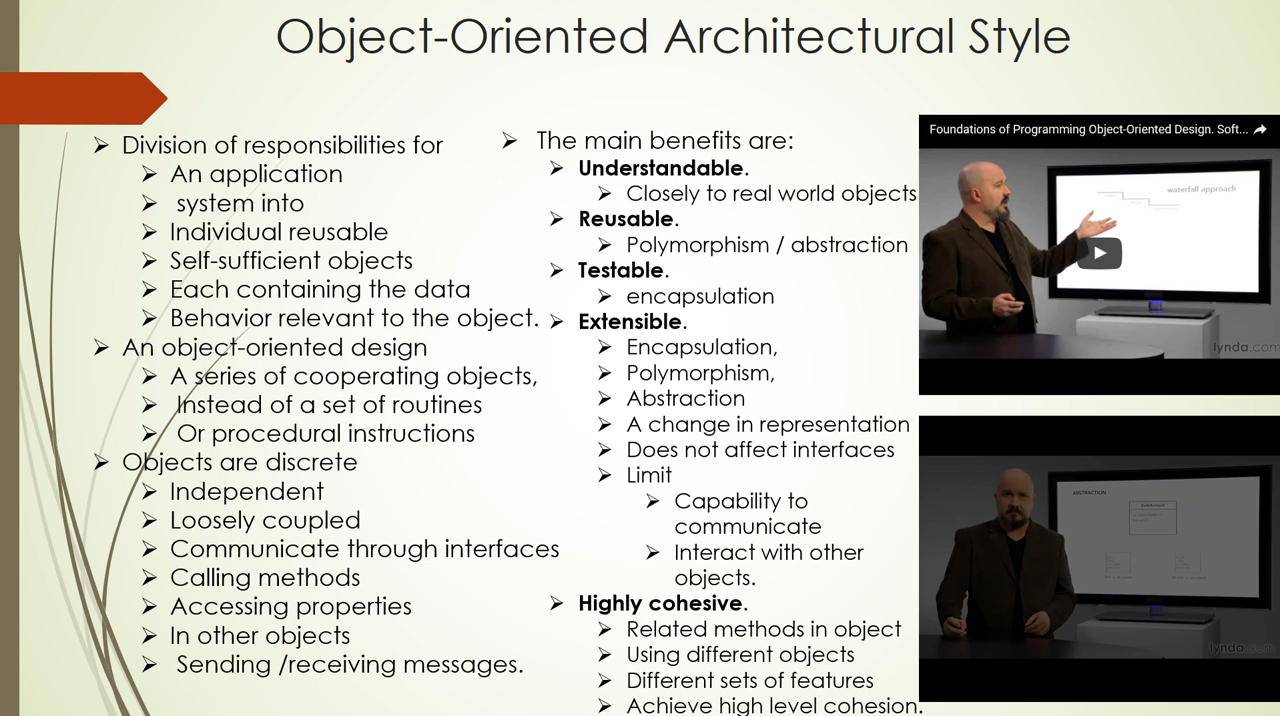 Object-Oriented Architectural Style
Division of responsibilities for
An application
system into
Individual reusable
Self-sufficient objects
Each containing the data
Behavior relevant to the object.
An object-oriented design
A series of cooperating objects,
Instead of a set of routines
Or procedural instructions
Objects are discrete
Independent
Loosely coupled
Communicate through interfaces
Calling methods
Accessing properties
In other objects
Sending /receiving messages.
The main benefits are:
Understandable.
Closely to real world objects
Reusable.
Polymorphism / abstraction
Testable.
encapsulation
Extensible.
Encapsulation,
Polymorphism,
Abstraction
A change in representation
Does not affect interfaces
Limit
Capability to
communicate
Interact with other
objects.
Highly cohesive.
Related methods in object
Using different objects
Different sets of features
Achieve high level cohesion.
Foundations of Programming Object-Oriented Design. Soft...
waterfall approach
lynda.com
ABSTRACTION
lynda.com